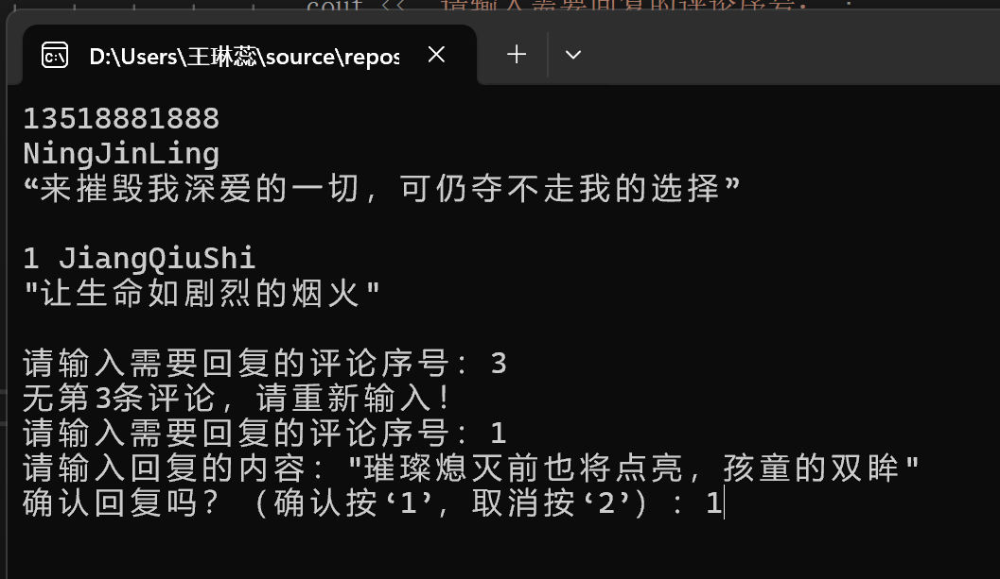 cout << "请输入需要回复的评论序号：";
D:\Users\王琳蕊\source\repos
13518881888
NingJinLing
“来摧毁我深爱的一切，可仍夺不走我的选择”
1 JiangQiuShi
"让生命如剧烈的烟火"
请输入需要回复的评论序号：3
无第3条评论，请重新输入！
请输入需要回复的评论序号：1
请输入回复的内容："璀璨熄灭前也将点亮，孩童的双眸"
确认回复吗？（确认按‘1’，取消按‘2’）：1